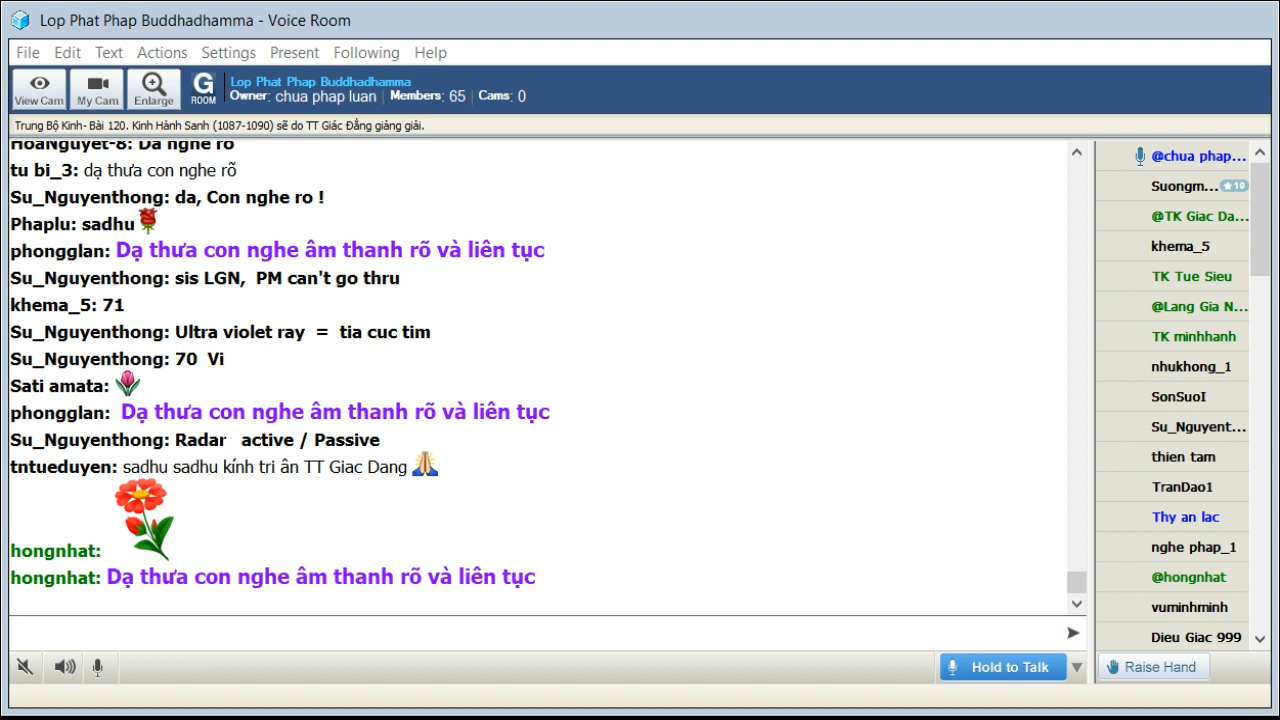 Lop Phat Phap Buddhadhamma - Voice Room
File Edit Text Actions Settings Present Following Help
View Cam My Cam Enlarge G ROOM
Lop Phat Phap Buddhadhamma
Owner: chua phap luan | Members: 65 | Cams: 0
Trung Bộ Kinh- Bài 120. Kinh Hành Sanh (1087-1090) sẽ do TT Giác Đẳng giảng giải.
HoaNguyet-8: Da nghe ro
tu bi_3: dạ thưa con nghe rõ
Su_Nguyenthong: da, Con nghe ro !
Phaplu: sadhu
phongglan: Dạ thưa con nghe âm thanh rõ và liên tục
Su_Nguyenthong: sis LGN, PM can't go thru
khema_5: 71
Su_Nguyenthong: Ultra violet ray = tia cuc tim
Su_Nguyenthong: 70 Vi
Sati amata:
phongglan: Dạ thưa con nghe âm thanh rõ và liên tục
Su_Nguyenthong: Radar active / Passive
tntueduyen: sadhu sadhu kính tri ân TT Giac Dang
hongnhat:
hongnhat: Dạ thưa con nghe âm thanh rõ và liên tục
@chua phap...
Suongm... 10
@TK Giac Da...
khema_5
TK Tue Sieu
@Lang Gia N...
TK minhhanh
nhukhong_1
SonSuoI
Su_Nguyent...
thien tam
TranDao1
Thy an lac
nghe phap_1
@hongnhat
vuminhminh
Dieu Giac 999
Hold to Talk
Raise Hand